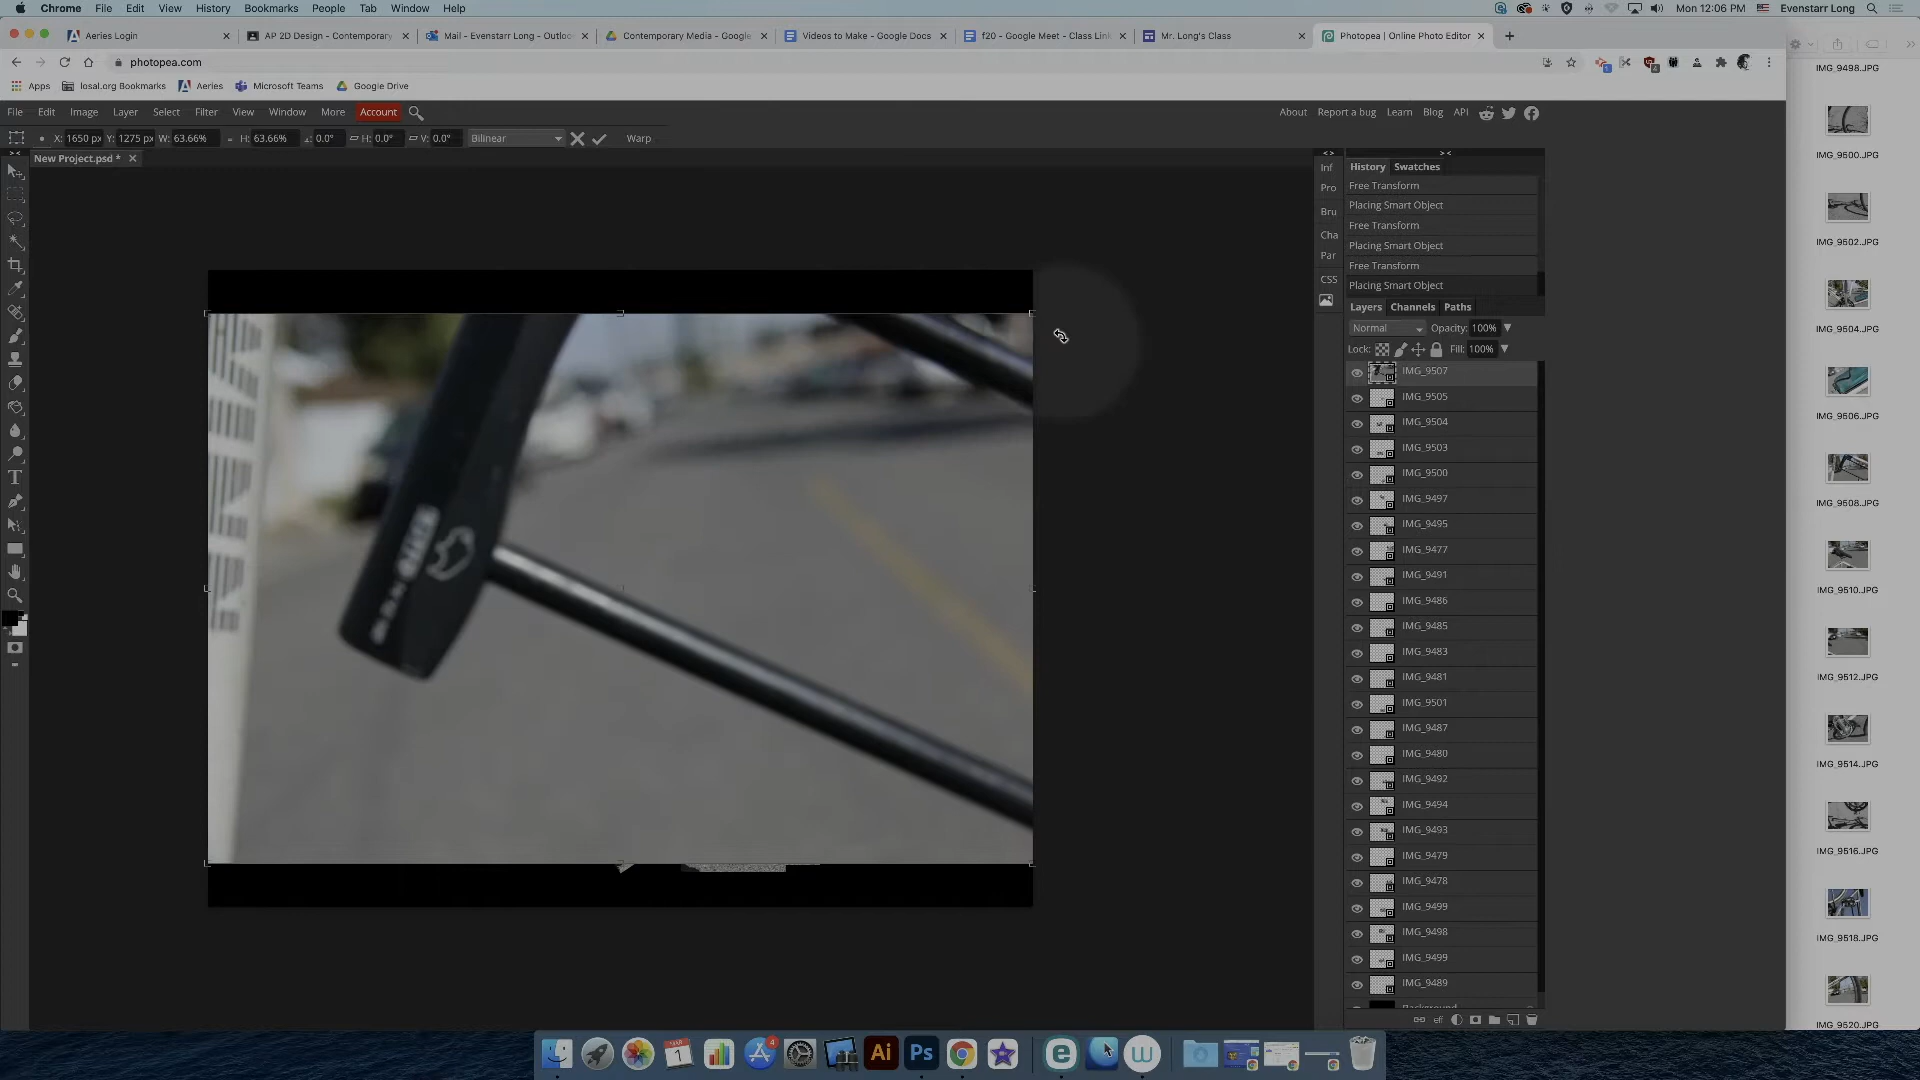 Chrome File Edit View History Bookmarks People Tab Window Help Mon 12:06 PM Evenstarr Long
Aeries Login AP 2D Design - Contemporary Mail - Evenstarr Long - Outloo Contemporary Media - Google Videos to Make - Google Docs f20 - Google Meet - Class Link Mr. Long's Class Photopea | Online Photo Editor
photopea.com
Apps losal.org Bookmarks Aeries Microsoft Teams Google Drive
File Edit Image Layer Select Filter View Window More Account About Report a bug Learn Blog API
X: 1650 px Y: 1275 px W: 63.66% H: 63.66% 0.0° H: 0.0° V: 0.0° Bilinear Warp
New Project.psd *
Inf
Pro
Bru
Cha
Par
CSS
History Swatches
Free Transform
Placing Smart Object
Free Transform
Placing Smart Object
Free Transform
Placing Smart Object
Layers Channels Paths
Normal Opacity: 100%
Lock: Fill: 100%
IMG_9507
IMG_9505
IMG_9504
IMG_9503
IMG_9500
IMG_9497
IMG_9495
IMG_9477
IMG_9491
IMG_9486
IMG_9485
IMG_9483
IMG_9481
IMG_9501
IMG_9487
IMG_9480
IMG_9492
IMG_9494
IMG_9493
IMG_9479
IMG_9478
IMG_9499
IMG_9498
IMG_9499
IMG_9489
Background
eff
IMG_9498.JPG
IMG_9500.JPG
IMG_9502.JPG
IMG_9504.JPG
IMG_9506.JPG
IMG_9508.JPG
IMG_9510.JPG
IMG_9512.JPG
IMG_9514.JPG
IMG_9516.JPG
IMG_9518.JPG
IMG_9520.JPG
1
4
Ai
Ps